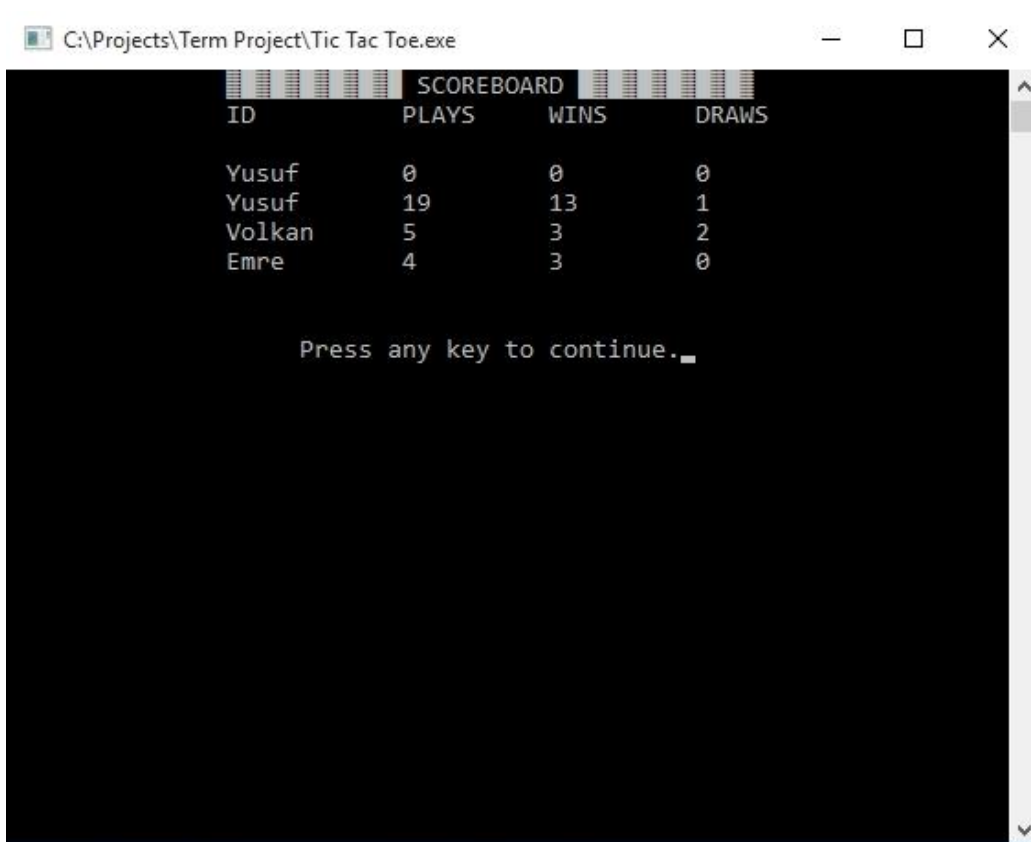 C:\Projects\Term Project\Tic Tac Toe.exe
SCOREBOARD
ID PLAYS WINS DRAWS
Yusuf 0 0 0
Yusuf 19 13 1
Volkan 5 3 2
Emre 4 3 0
Press any key to continue.